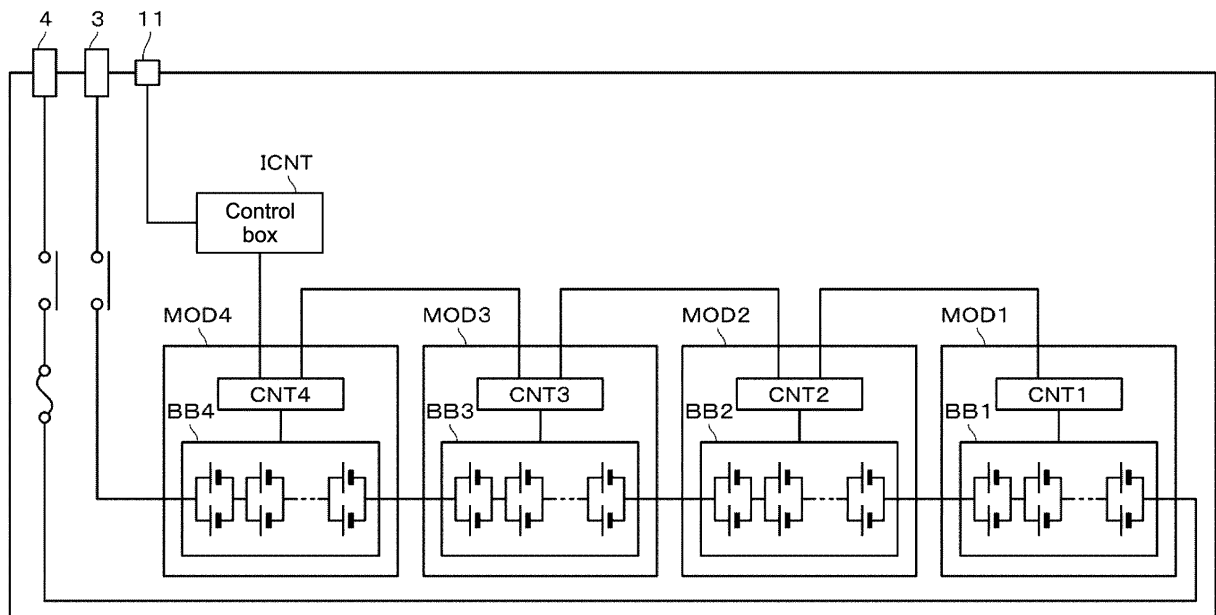 4
3
11
ICNT
Control
box
MOD4
MOD3
MOD2
MOD1
CNT4
CNT3
CNT2
CNT1
BB4
BB3
BB2
BB1